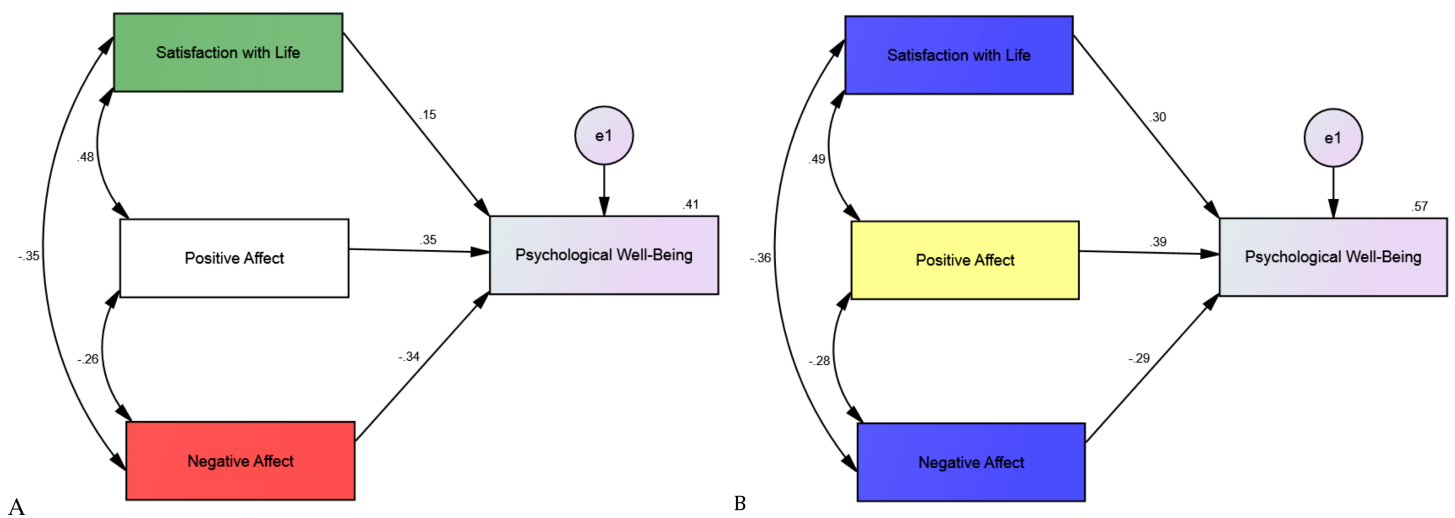 Satisfaction with Life
.15
e1
.48
.41
Positive Affect
.35
Psychological Well-Being
-.35
-.26
-.34
Negative Affect
A
Satisfaction with Life
.30
e1
.49
.57
Positive Affect
.39
Psychological Well-Being
-.36
-.28
-.29
Negative Affect
B